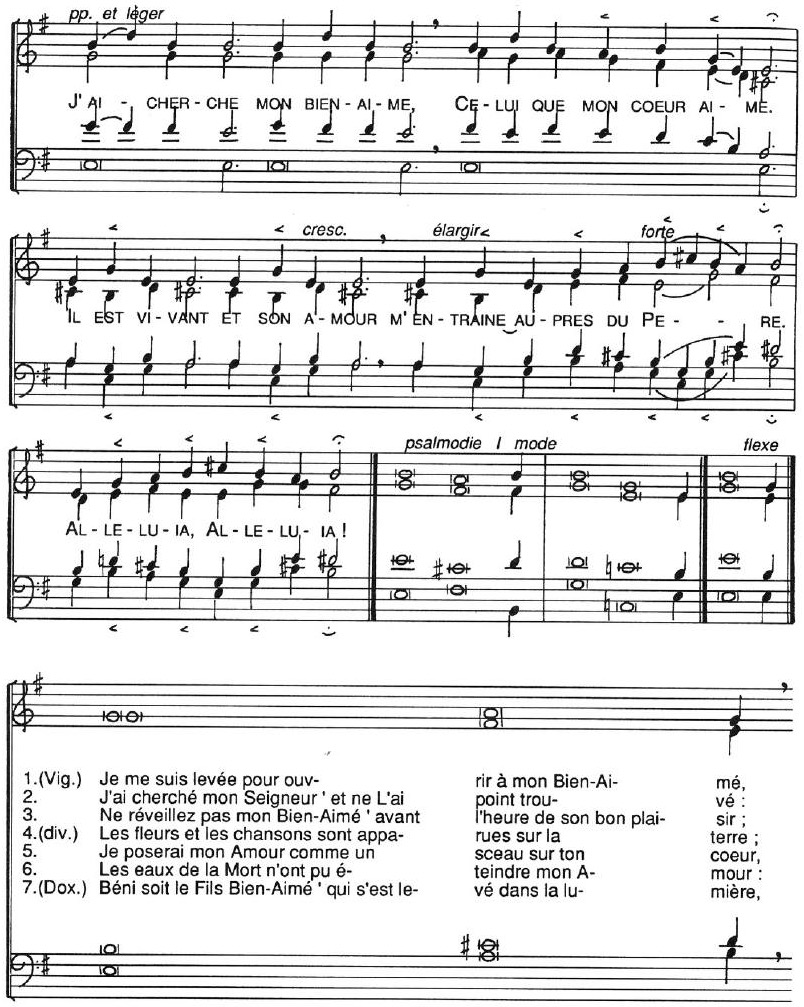 pp. et lèger
J'AI - CHERCHE MON BIEN - AIME, CE - LUI QUE MON COEUR AI - ME.
cresc. élargir forte
IL EST VI - VANT ET SON A - MOUR M'EN - TRAINE AU - PRES DU PE - - RE.
psalmodie I mode flexe
AL - LE - LU - IA, AL - LE - LU - IA !
1.(Vig.) Je me suis levée pour ouv- rir à mon Bien-Ai- mé,
2. J'ai cherché mon Seigneur ' et ne L'ai point trou- vé :
3. Ne réveillez pas mon Bien-Aimé ' avant l'heure de son bon plai- sir ;
4.(div.) Les fleurs et les chansons sont appa- rues sur la terre ;
5. Je poserai mon Amour comme un sceau sur ton coeur,
6. Les eaux de la Mort n'ont pu é- teindre mon A- mour :
7.(Dox.) Béni soit le Fils Bien-Aimé ' qui s'est le- vé dans la lu- mière,